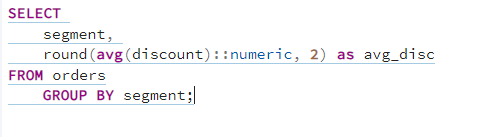 SELECT
segment,
round(avg(discount)::numeric, 2) as avg_disc
FROM orders
GROUP BY segment;